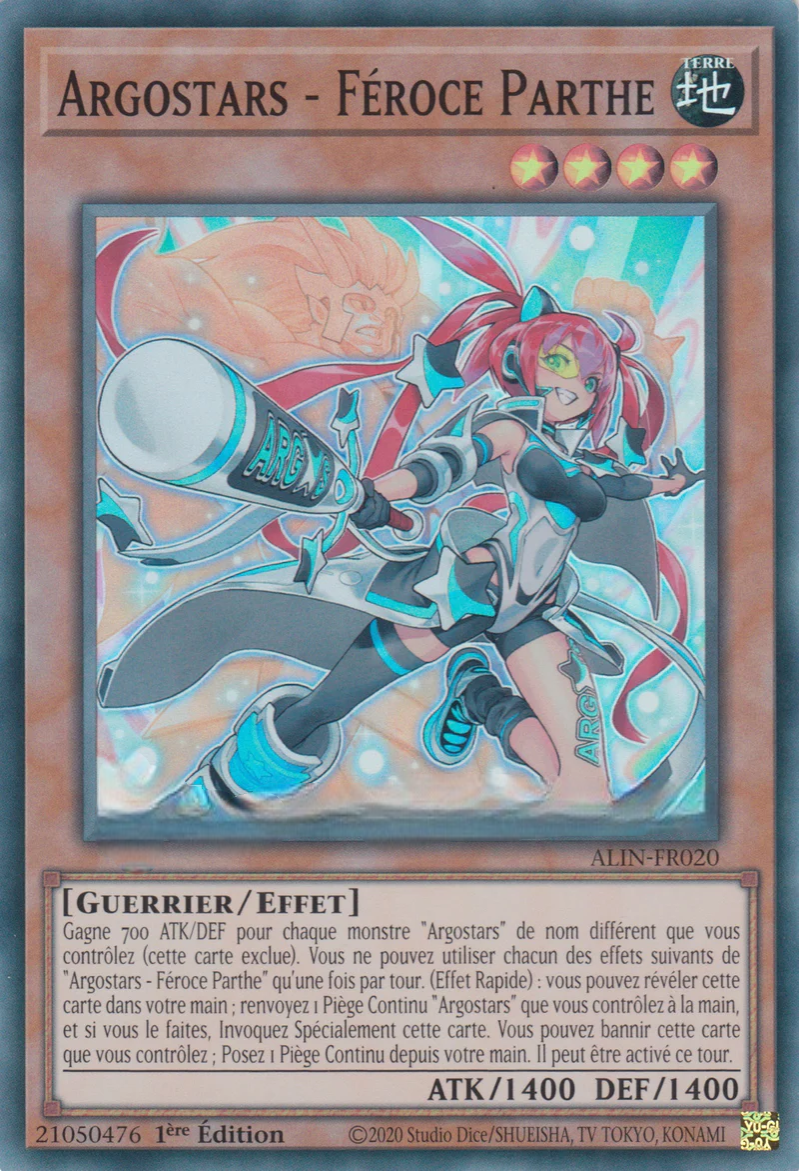 ARGOSTARS - FÉROCE PARTHE
TERRE
地
ARG★S
ARG★
ALIN-FR020
[GUERRIER/EFFET]
Gagne 700 ATK/DEF pour chaque monstre "Argostars" de nom différent que vous
contrôlez (cette carte exclue). Vous ne pouvez utiliser chacun des effets suivants de
"Argostars - Féroce Parthe" qu'une fois par tour. (Effet Rapide) : vous pouvez révéler cette
carte dans votre main ; renvoyez 1 Piège Continu "Argostars" que vous contrôlez à la main,
et si vous le faites, Invoquez Spécialement cette carte. Vous pouvez bannir cette carte
que vous contrôlez ; Posez 1 Piège Continu depuis votre main. Il peut être activé ce tour.
ATK/1400 DEF/1400
21050476 1ère Édition ©2020 Studio Dice/SHUEISHA, TV TOKYO, KONAMI